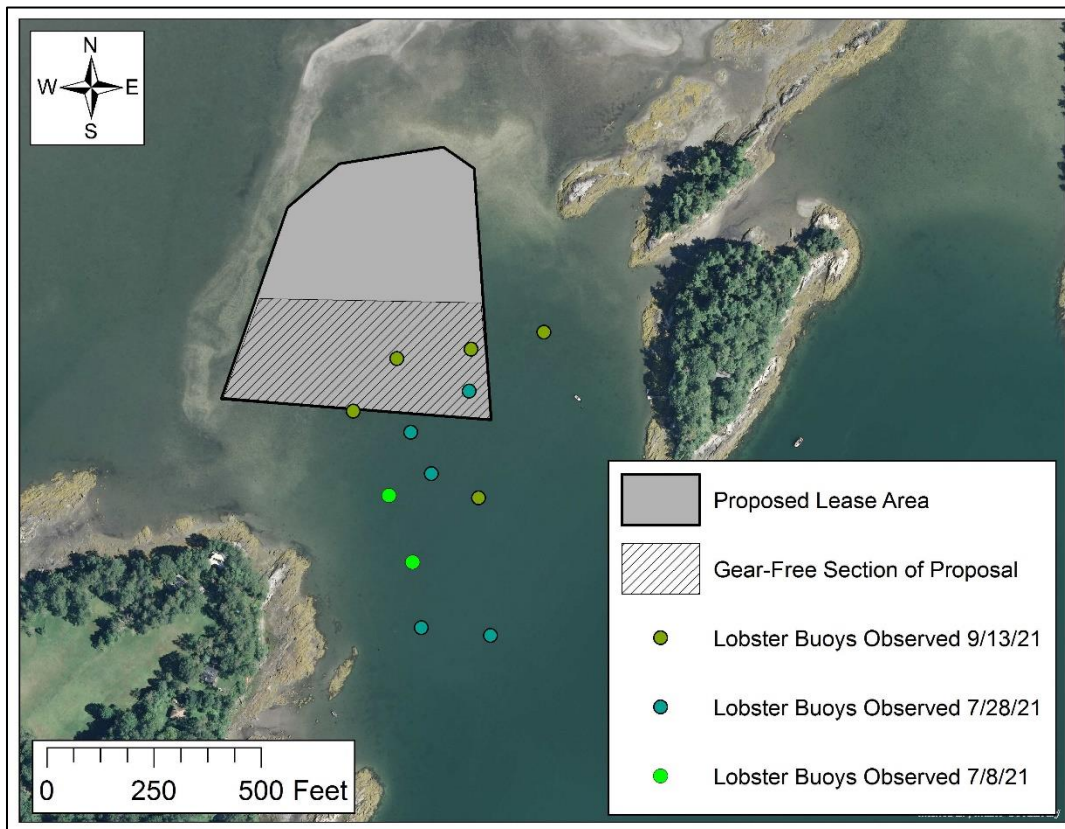 N
W E
S
Proposed Lease Area
Gear-Free Section of Proposal
Lobster Buoys Observed 9/13/21
Lobster Buoys Observed 7/28/21
Lobster Buoys Observed 7/8/21
0 250 500 Feet